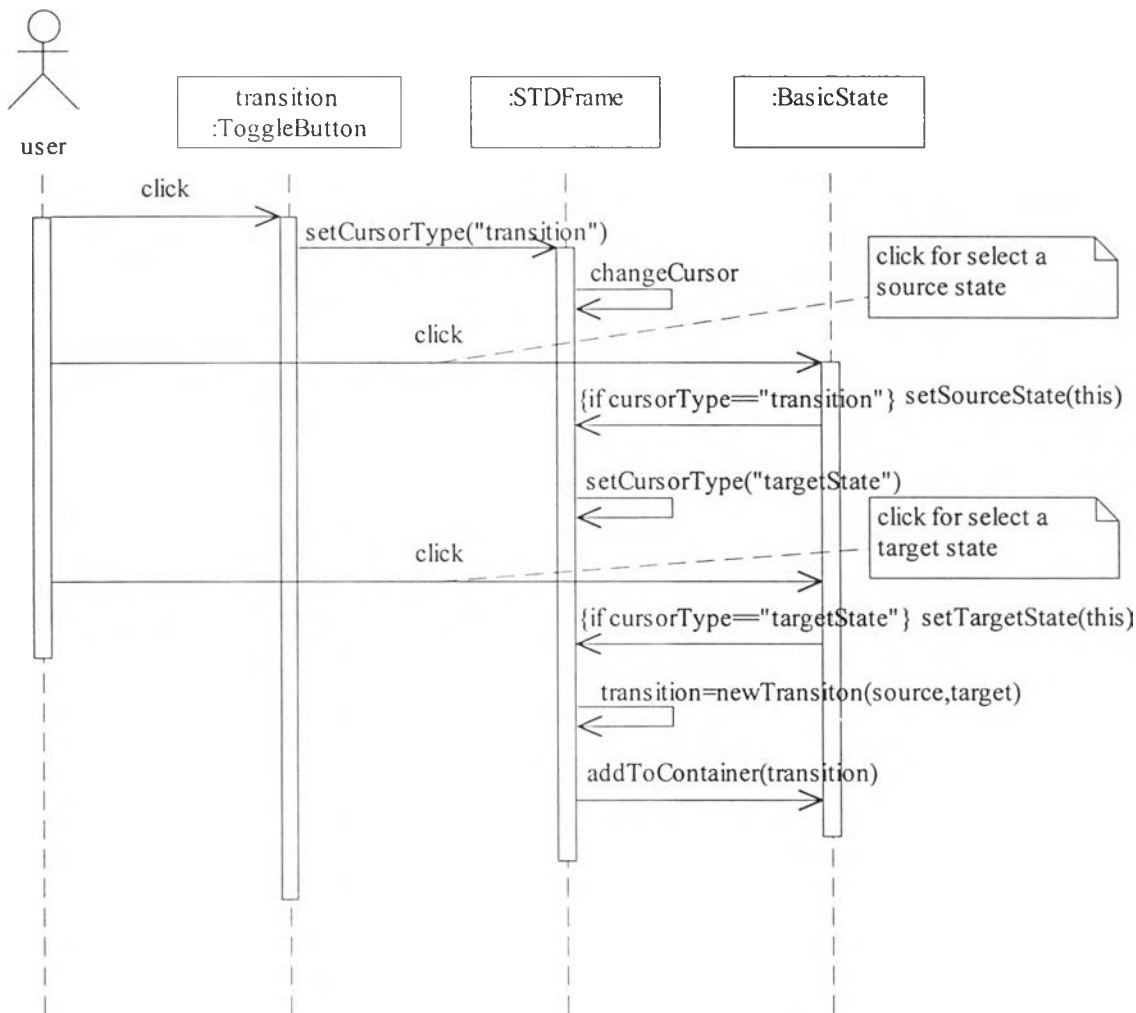 transition
:ToggleButton
:STDFrame
:BasicState
user
click
setCursorType("transition")
changeCursor
click for select a
source state
click
{if cursorType=="transition"} setSourceState(this)
setCursorType("targetState")
click for select a
target state
click
{if cursorType=="targetState"} setTargetState(this)
transition=newTransiton(source,target)
addToContainer(transition)